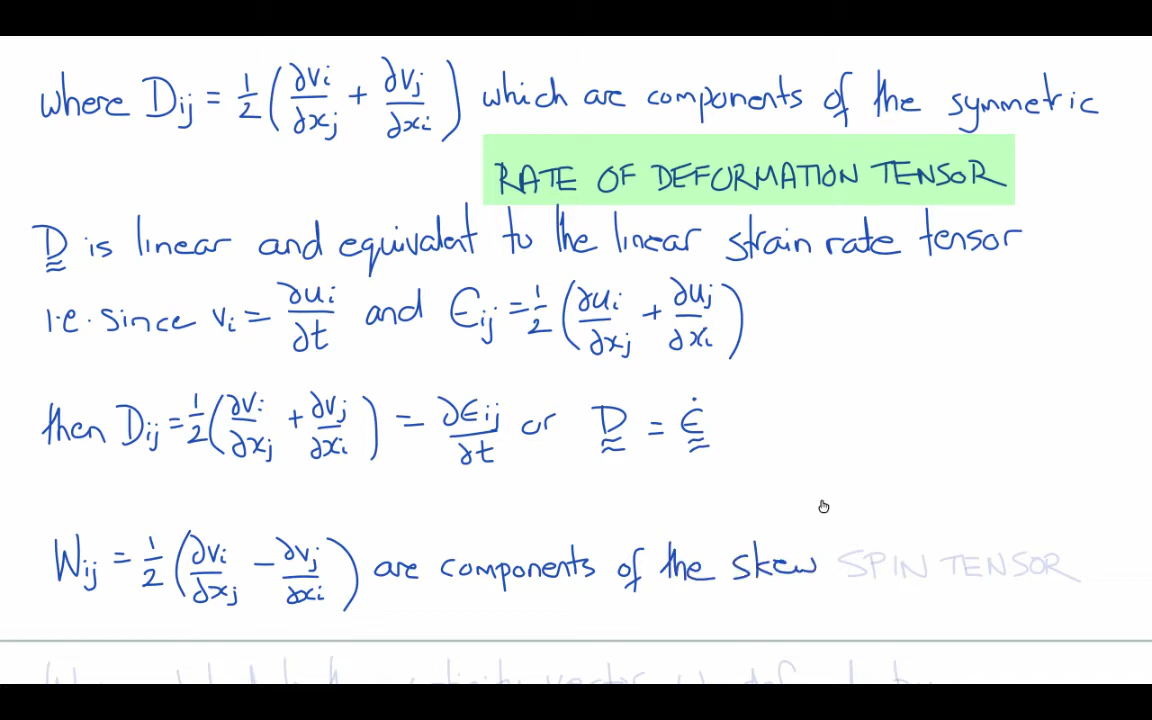 where Dij = 1/2 (∂vi/∂xj + ∂vj/∂xi) which are components of the symmetric
RATE OF DEFORMATION TENSOR
D is linear and equivalent to the linear strain rate tensor
i.e. since vi = ∂ui/∂t and ϵij = 1/2 (∂ui/∂xj + ∂uj/∂xi)
then Dij = 1/2 (∂vi/∂xj + ∂vj/∂xi) = ∂ϵij/∂t or D = ϵ̇
Wij = 1/2 (∂vi/∂xj − ∂vj/∂xi) are components of the skew SPIN TENSOR